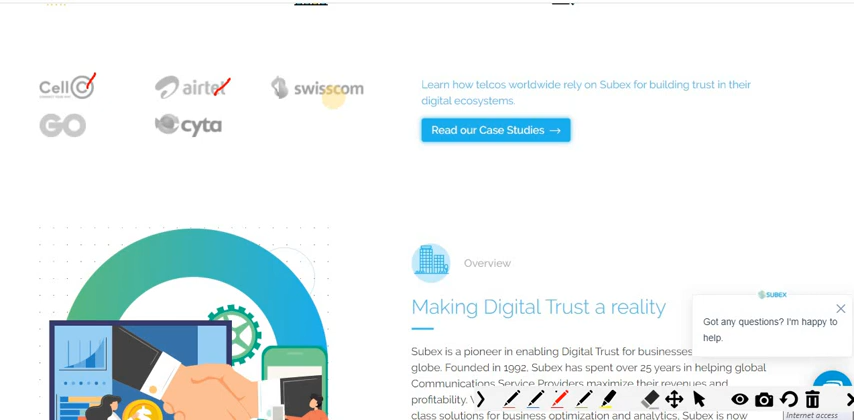 Cell C
airtel
swisscom
GO
cyta
Learn how telcos worldwide rely on Subex for building trust in their
digital ecosystems.
Read our Case Studies →
Overview
Making Digital Trust a reality
Subex is a pioneer in enabling Digital Trust for businesses
globe. Founded in 1992, Subex has spent over 25 years in helping global
Communications Service Providers maximize their revenues and
profitability.
class solutions for business optimization and analytics. Subex is now
SUBEX
Got any questions? I'm happy to
help.
Internet access